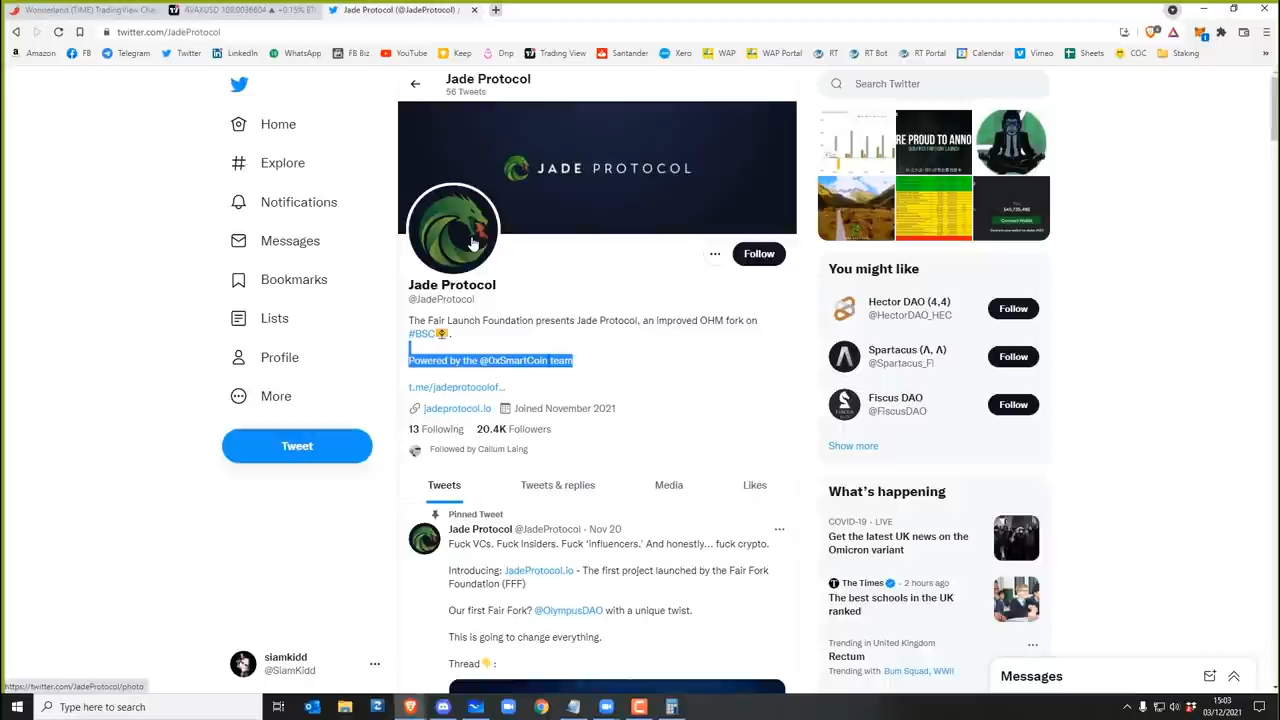 Wonderland (TIME) TradingView Cha
AVAXUSD 108.0036604 ▲ +0.15%
Jade Protocol (@JadeProtocol) /
twitter.com/JadeProtocol
Amazon
FB
Telegram
Twitter
LinkedIn
WhatsApp
FB Biz
YouTube
Keep
Drip
Trading View
Santander
Xero
WAP
WAP Portal
RT
RT Bot
RT Portal
Calendar
Vimeo
Sheets
COC
Staking
Home
Explore
Notifications
Messages
Bookmarks
Lists
Profile
More
Tweet
siamkidd
@SiamKidd
Jade Protocol
56 Tweets
JADE PROTOCOL
Follow
Jade Protocol
@JadeProtocol
The Fair Launch Foundation presents Jade Protocol, an improved OHM fork on
#BSC.
Powered by the @0xSmartCoin team
t.me/jadeprotocolof…
jadeprotocol.io Joined November 2021
13 Following 20.4K Followers
Followed by Callum Laing
Tweets
Tweets & replies
Media
Likes
Pinned Tweet
Jade Protocol @JadeProtocol · Nov 20
Fuck VCs. Fuck Insiders. Fuck 'influencers.' And honestly... fuck crypto.
Introducing: JadeProtocol.io - The first project launched by the Fair Fork
Foundation (FFF)
Our first Fair Fork? @OlympusDAO with a unique twist.
This is going to change everything.
Thread👇:
Search Twitter
RE PROUD TO ANNO
Connect Wallet
You might like
Hector DAO (4,4)
@HectorDAO_HEC
Follow
Spartacus (Λ, Λ)
@Spartacus_Fi
Follow
Fiscus DAO
@FiscusDAO
Follow
Show more
What's happening
COVID-19 · LIVE
Get the latest UK news on the
Omicron variant
The Times · 2 hours ago
The best schools in the UK
ranked
Trending in United Kingdom
Rectum
Trending with Bum Squad, WWII
Messages
https://twitter.com/JadeProtocol/photo
Type here to search
15:03
03/12/2021